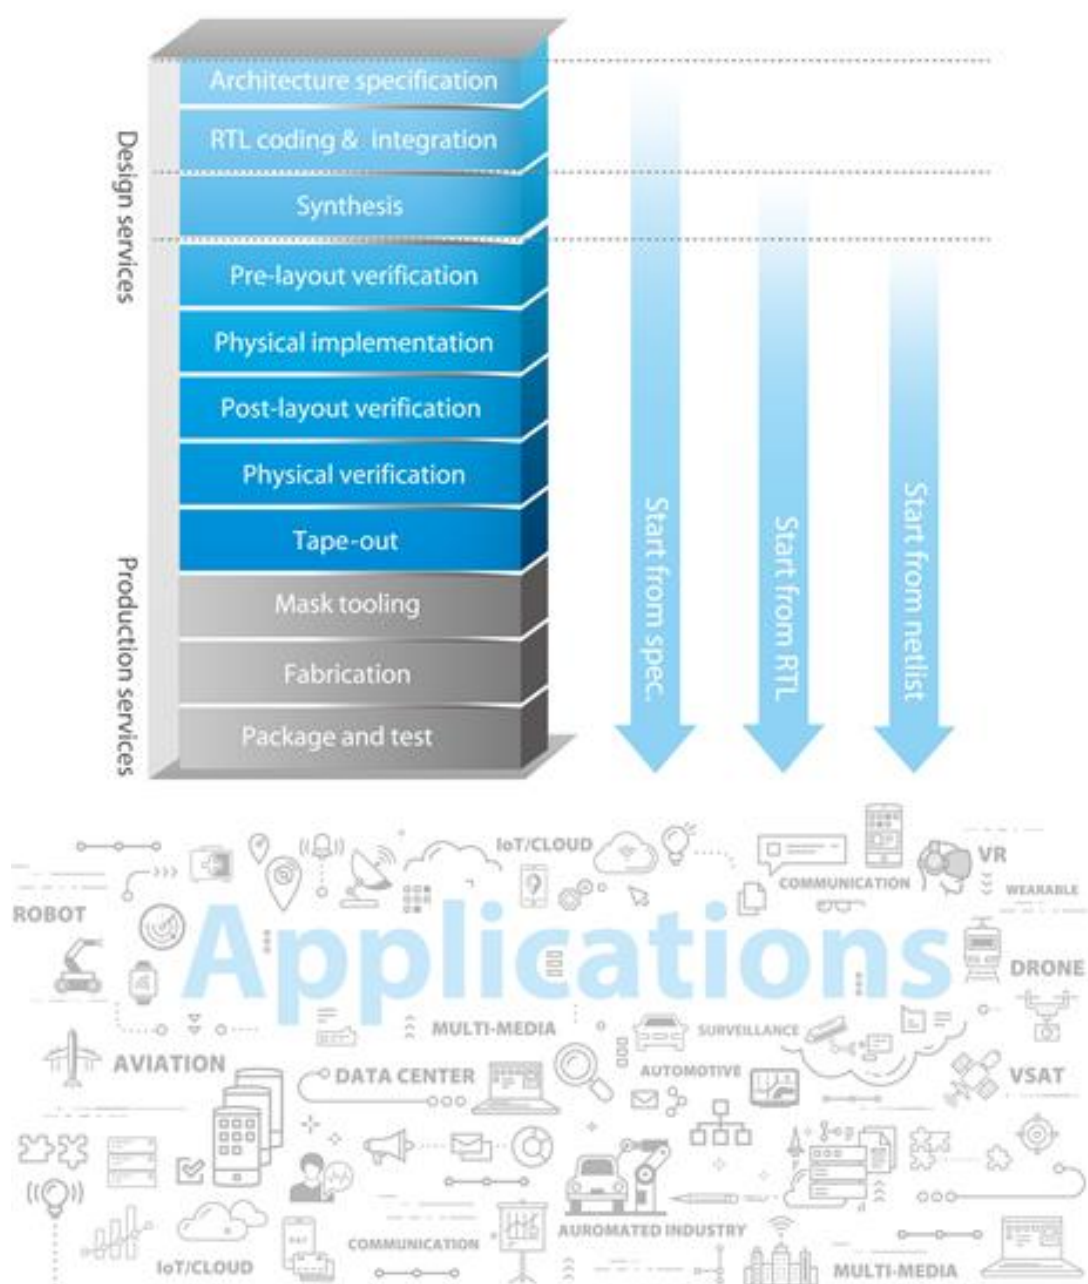 Design services
Production services
Architecture specification
RTL coding & integration
Synthesis
Pre-layout verification
Physical implementation
Post-layout verification
Physical verification
Tape-out
Mask tooling
Fabrication
Package and test
Start from spec.
Start from RTL
Start from netlist
Applications
IoT/CLOUD
COMMUNICATION
VR
WEARABLE
ROBOT
DRONE
MULTI-MEDIA
SURVEILLANCE
AVIATION
DATA CENTER
AUTOMOTIVE
VSAT
AUROMATED INDUSTRY
COMMUNICATION
IoT/CLOUD
MULTI-MEDIA